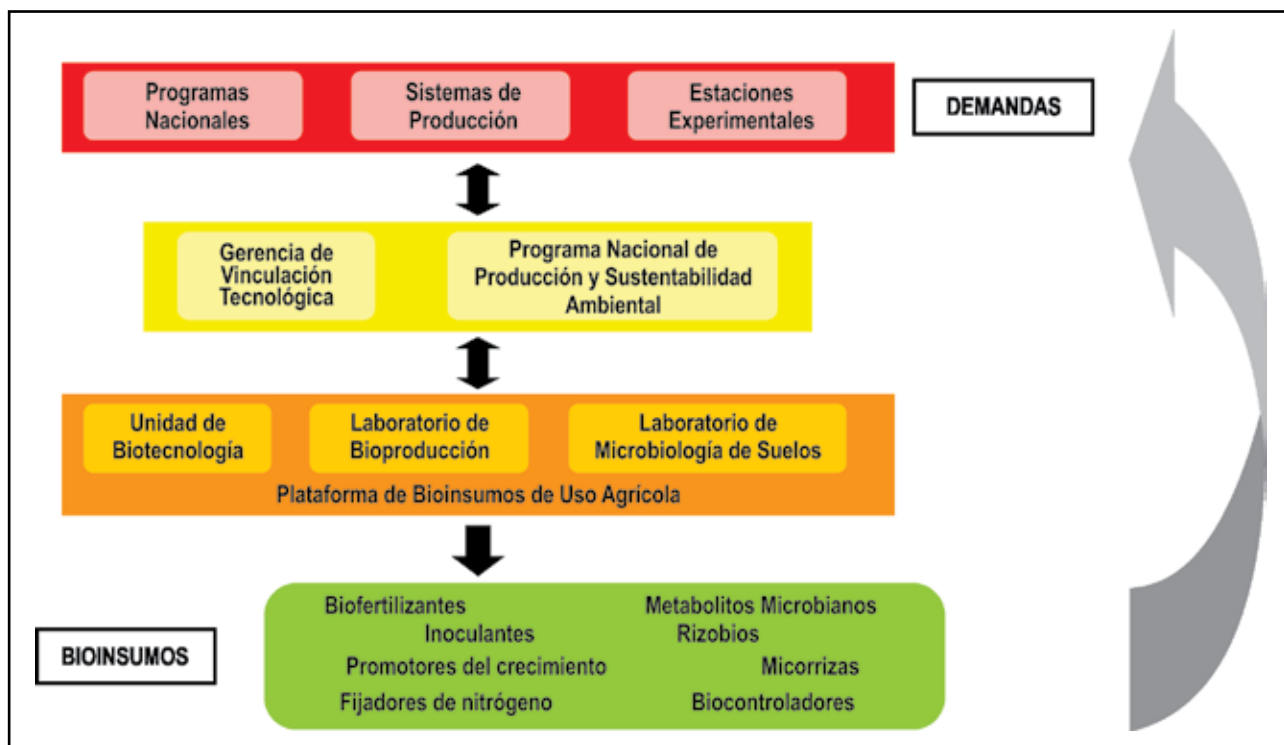 Programas
Nacionales
Sistemas de
Producción
Estaciones
Experimentales
DEMANDAS
Gerencia de
Vinculación
Tecnológica
Programa Nacional de
Producción y Sustentabilidad
Ambiental
Unidad de
Biotecnología
Laboratorio de
Bioproducción
Laboratorio de
Microbiología de Suelos
Plataforma de Bioinsumos de Uso Agrícola
BIOINSUMOS
Biofertilizantes
Metabolitos Microbianos
Inoculantes
Rizobios
Promotores del crecimiento
Micorrizas
Fijadores de nitrógeno
Biocontroladores